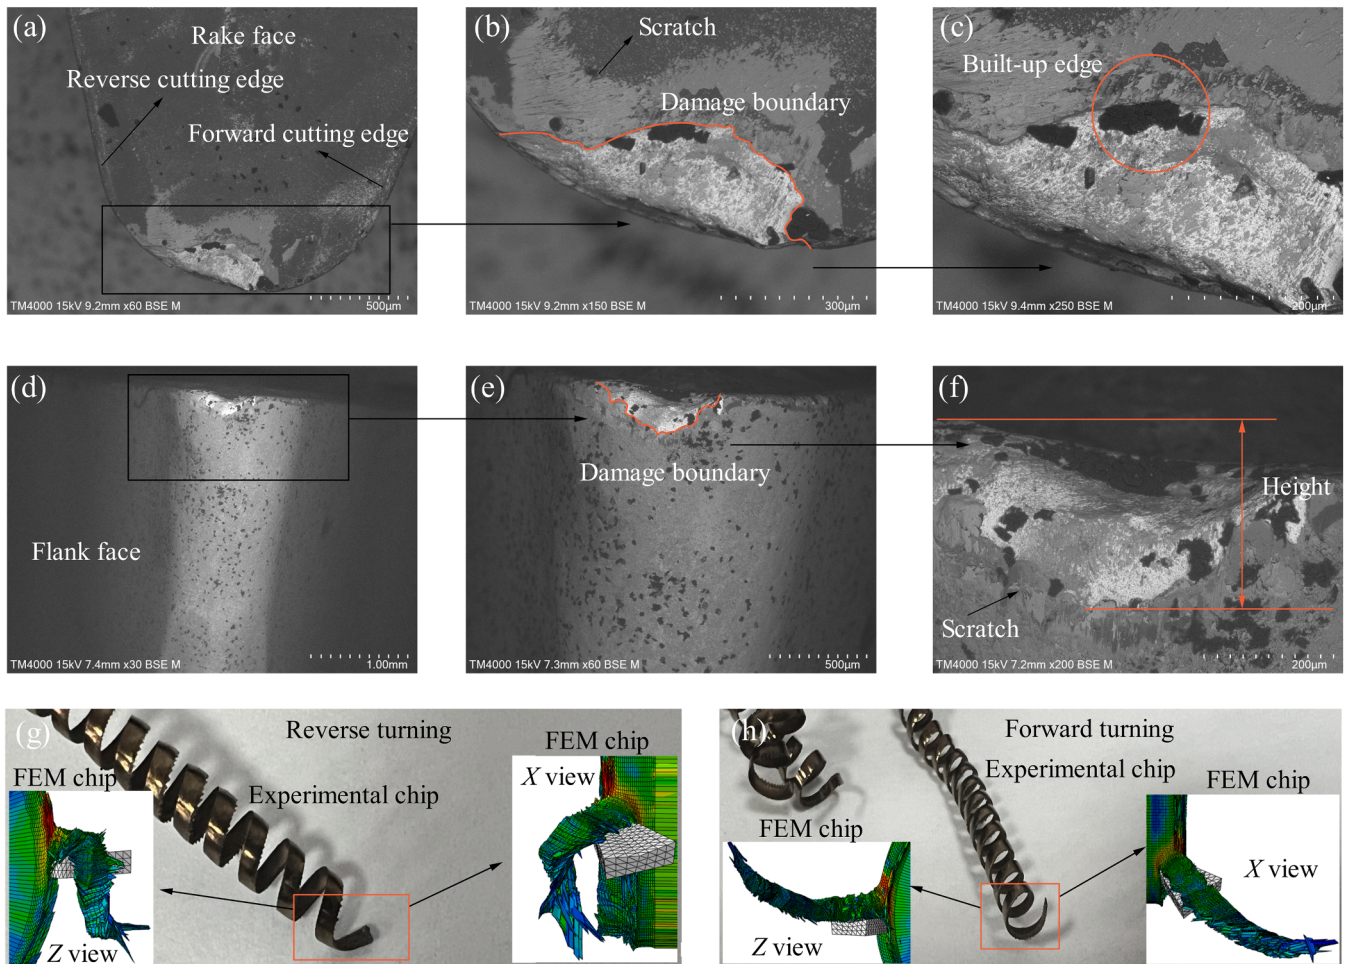 (a)
Rake face
Reverse cutting edge
Forward cutting edge
TM4000 15kV 9.2mm x60 BSE M
500µm
(b)
Scratch
Damage boundary
TM4000 15kV 9.2mm x150 BSE M
300µm
(c)
Built-up edge
TM4000 15kV 9.4mm x250 BSE M
200µm
(d)
Flank face
TM4000 15kV 7.4mm x30 BSE M
1.00mm
(e)
Damage boundary
TM4000 15kV 7.3mm x60 BSE M
500µm
(f)
Height
Scratch
TM4000 15kV 7.2mm x200 BSE M
200µm
(g)
Reverse turning
FEM chip
X view
FEM chip
Experimental chip
Z view
(h)
Forward turning
Experimental chip
FEM chip
FEM chip
X view
Z view